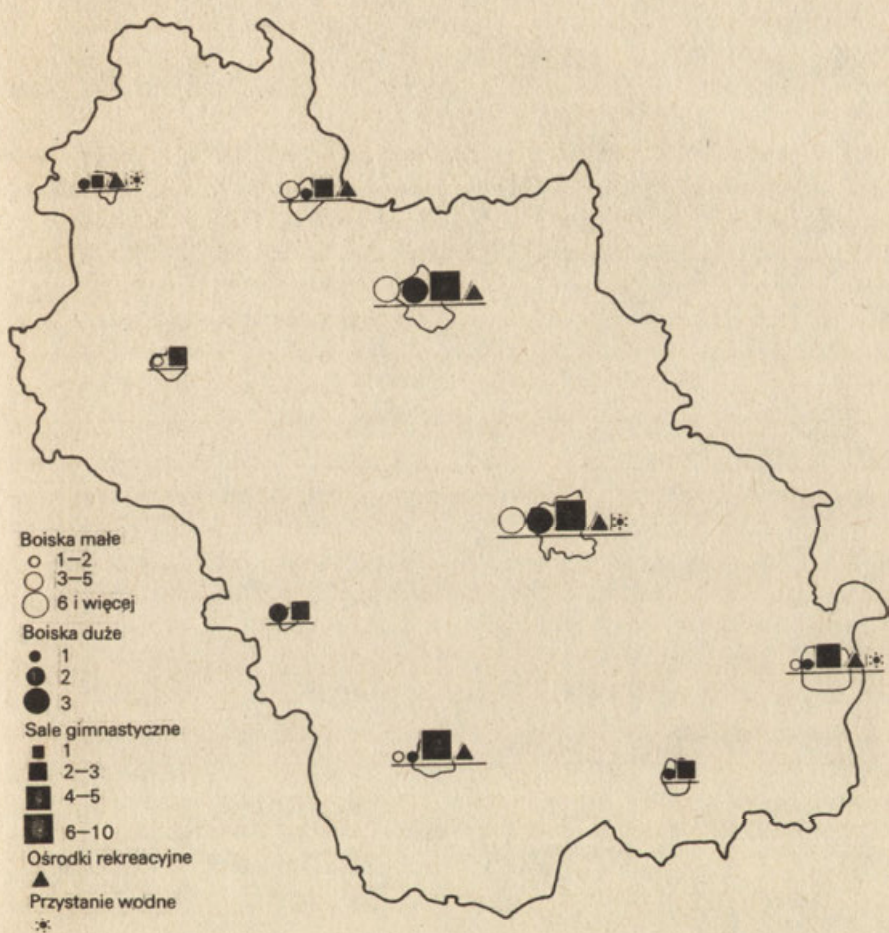 Boiska małe
1—2
3—5
6 i więcej
Boiska duże
1
2
3
Sale gimnastyczne
1
2—3
4—5
6—10
Ośrodki rekreacyjne
Przystanie wodne